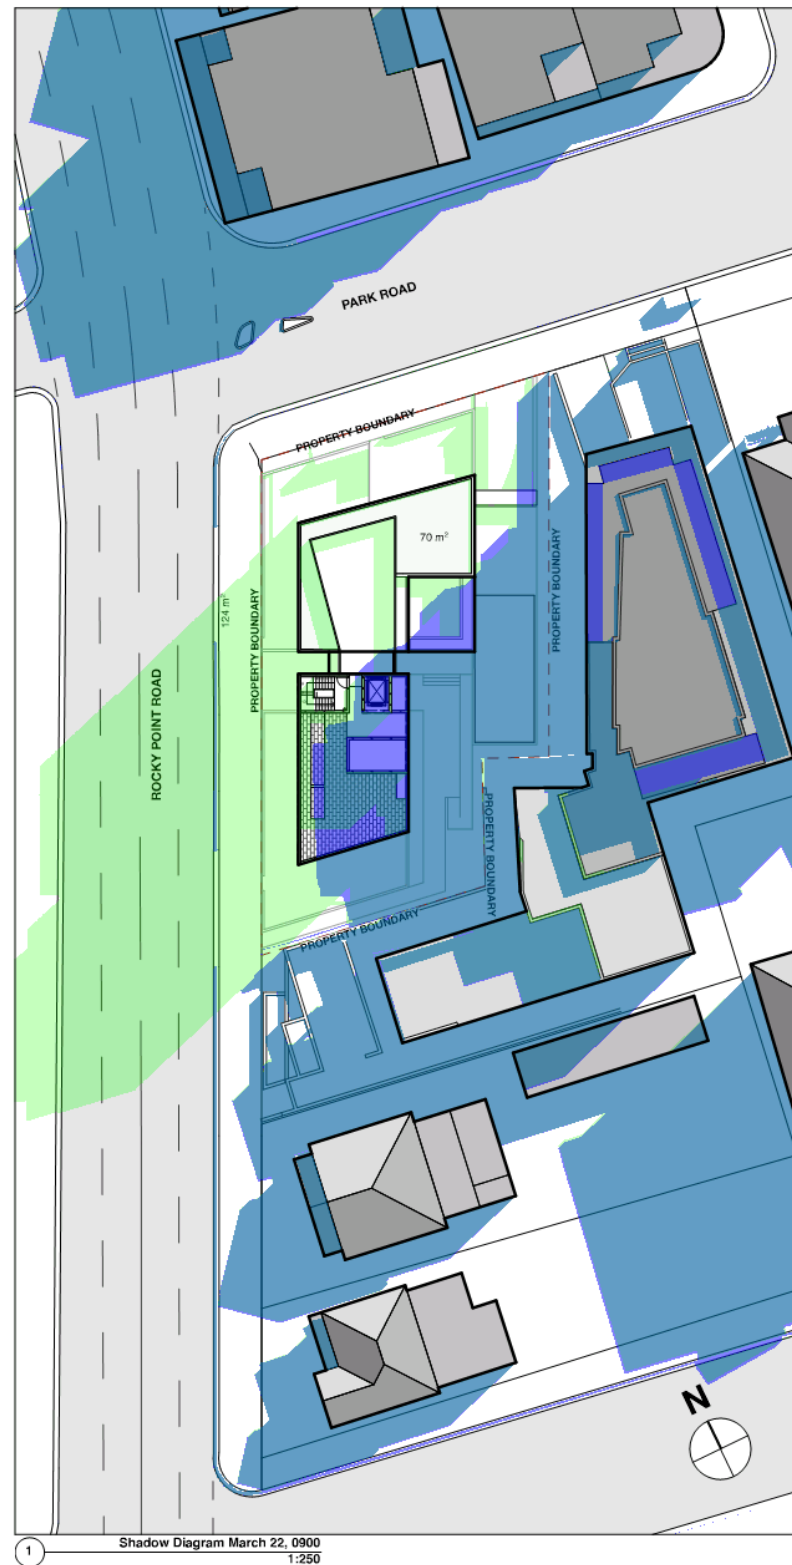 PARK ROAD
PROPERTY BOUNDARY
70 m²
124 m²
PROPERTY BOUNDARY
PROPERTY BOUNDARY
ROCKY POINT ROAD
PROPERTY BOUNDARY
PROPERTY BOUNDARY
N
1
Shadow Diagram March 22, 0900
1:250